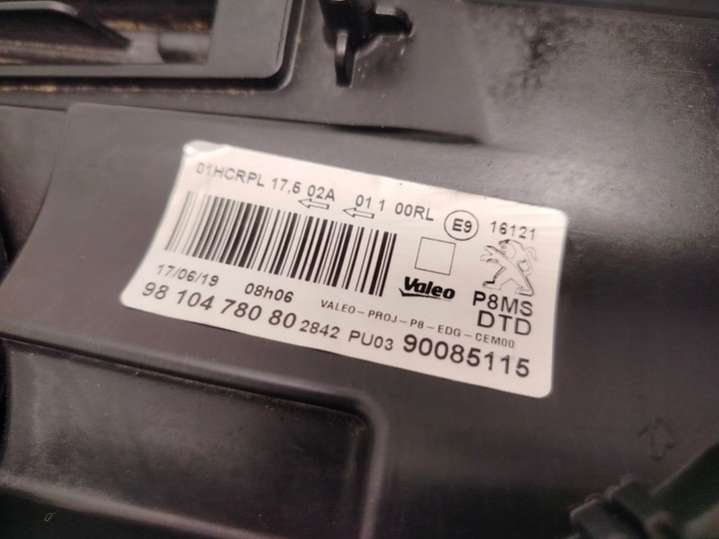 01HCRPL 17,5 02A 01 1 00RL E9 16121
17/06/19 08h06 Valeo P8MS
VALEO-PROJ-P8-EDG-CEM00 DTD
98 104 780 80 2842 PU03 90085115